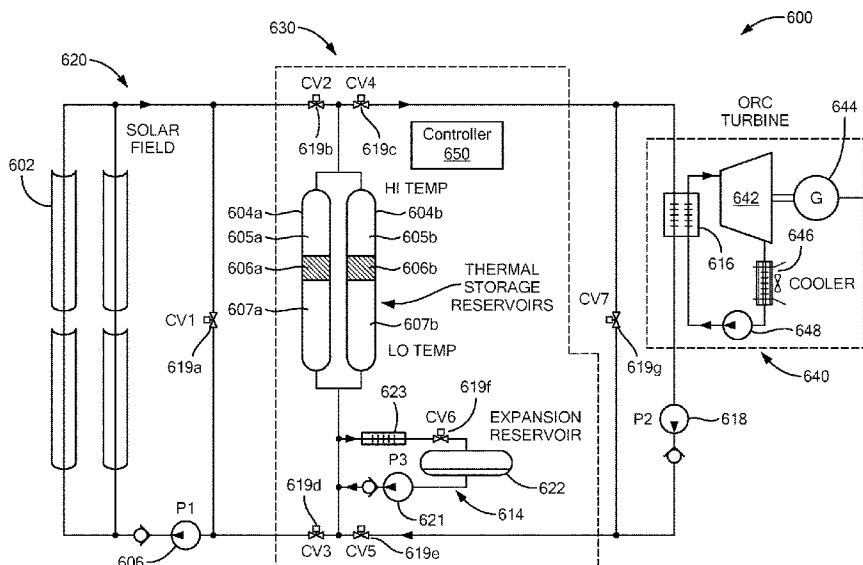 600
630
620
CV2
CV4
ORC
TURBINE
644
SOLAR
FIELD
619b
619c
Controller
650
602
HI TEMP
604a
604b
642
G
605a
605b
646
616
606a
606b
THERMAL
STORAGE
RESERVOIRS
COOLER
CV1
607a
607b
CV7
648
619a
LO TEMP
619g
640
623
CV6
619f
EXPANSION
RESERVOIR
P2
618
P3
619d
622
P1
621
614
606
CV3
CV5
619e